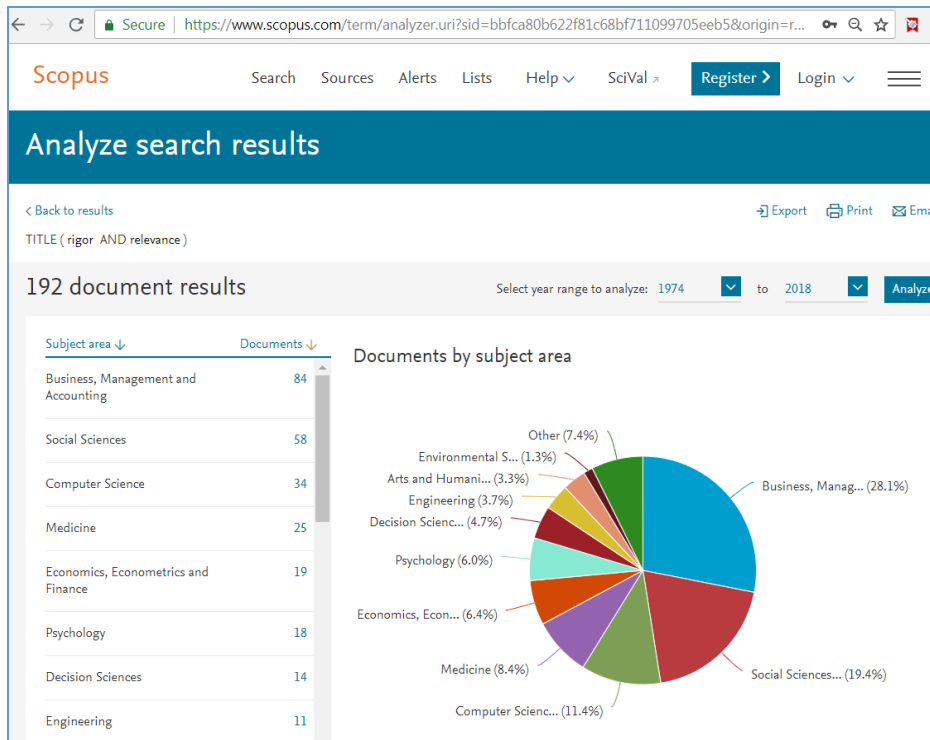 Secure https://www.scopus.com/term/analyzer.uri?sid=bbfca80b622f81c68bf711099705eeb5&origin=r...
Scopus Search Sources Alerts Lists Help SciVal Register Login
Analyze search results
Back to results Export Print Ema
TITLE ( rigor AND relevance )
192 document results Select year range to analyze: 1974 to 2018 Analyze
Subject area Documents
Business, Management and Accounting 84
Social Sciences 58
Computer Science 34
Medicine 25
Economics, Econometrics and Finance 19
Psychology 18
Decision Sciences 14
Engineering 11
Documents by subject area
Other (7.4%)
Environmental S... (1.3%)
Arts and Humani... (3.3%)
Engineering (3.7%)
Decision Scienc... (4.7%)
Psychology (6.0%)
Economics, Econ... (6.4%)
Medicine (8.4%)
Computer Scienc... (11.4%)
Business, Manag... (28.1%)
Social Sciences... (19.4%)